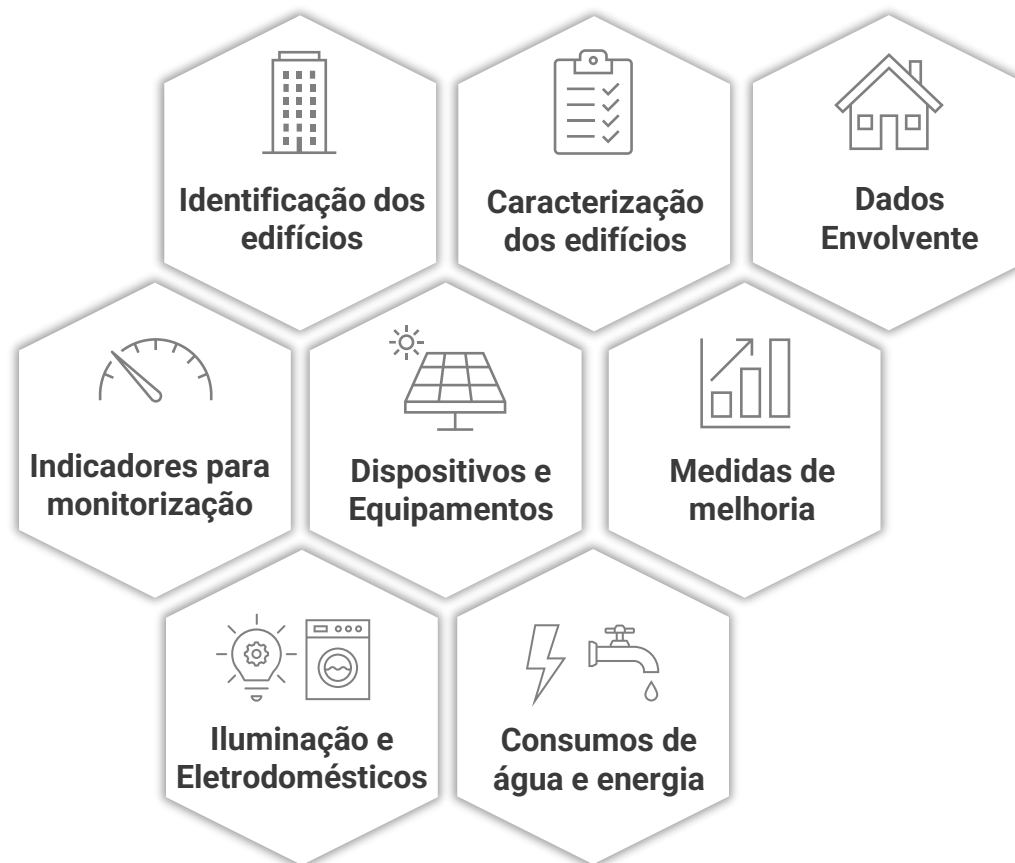 Identificação dos
edifícios
Caracterização
dos edifícios
Dados
Envolvente
Indicadores para
monitorização
Dispositivos e
Equipamentos
Medidas de
melhoria
Iluminação e
Eletrodomésticos
Consumos de
água e energia